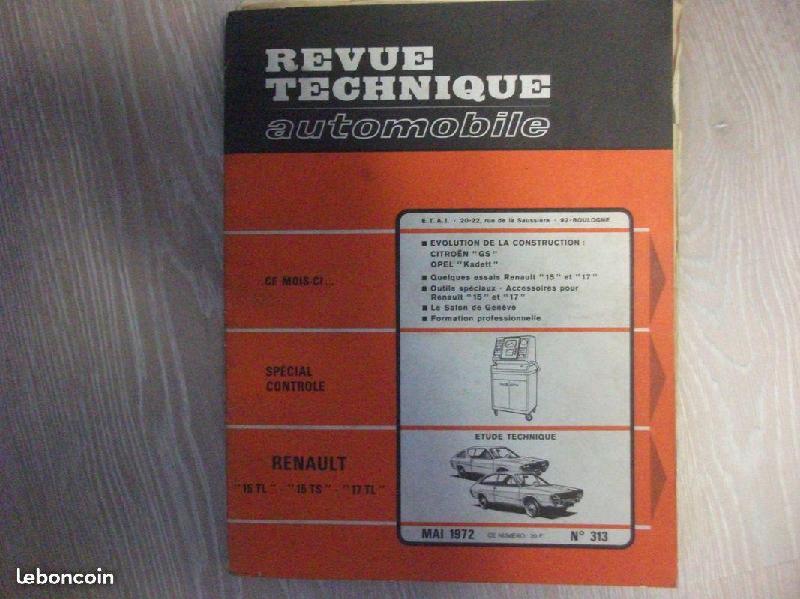 REVUE
TECHNIQUE
automobile
E.T.A.I. - 20-22, rue de la Saussière - 92-BOULOGNE
CE MOIS-CI...
■ EVOLUTION DE LA CONSTRUCTION :
CITROËN "GS"
OPEL "Kadett"
■ Quelques essais Renault "15" et "17"
■ Outils spéciaux - Accessoires pour
Renault "15" et "17"
■ Le Salon de Genève
■ Formation professionnelle
SPÉCIAL
CONTROLE
ETUDE TECHNIQUE
RENAULT
"15 TL" - "15 TS" - "17 TL"
MAI 1972 CE NUMÉRO : 20 F N° 313
leboncoin